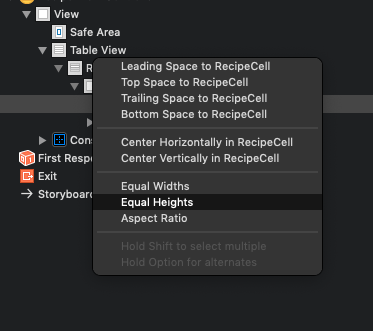 View
Safe Area
Table View
R
Leading Space to RecipeCell
Top Space to RecipeCell
Trailing Space to RecipeCell
Bottom Space to RecipeCell
Center Horizontally in RecipeCell
Center Vertically in RecipeCell
Cons
First Respo
Equal Widths
Exit
Equal Heights
Storyboard
Aspect Ratio
Hold Shift to select multiple
Hold Option for alternates